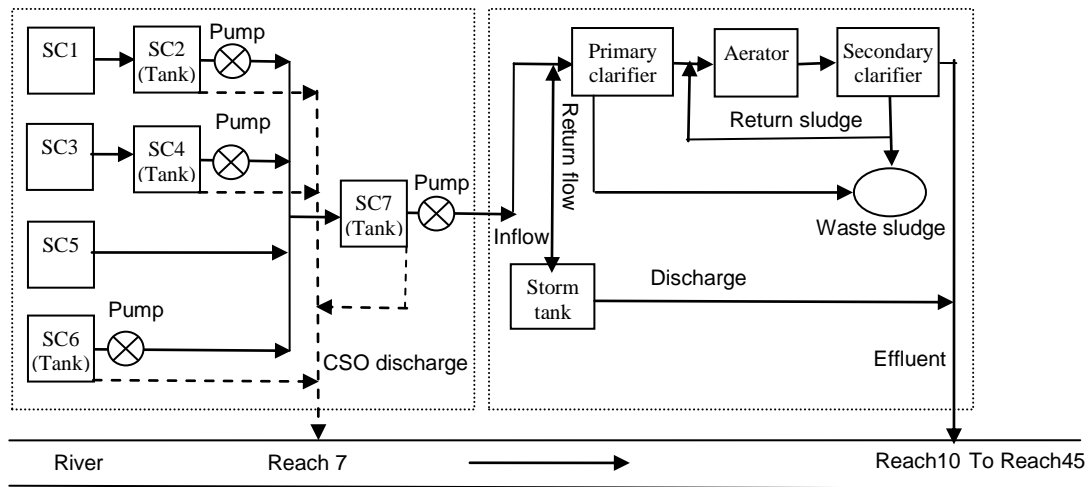 SC1
SC2
(Tank)
Pump
SC3
SC4
(Tank)
Pump
SC5
SC6
(Tank)
Pump
SC7
(Tank)
Pump
CSO discharge
Inflow
Return flow
Primary
clarifier
Aerator
Secondary
clarifier
Return sludge
Waste sludge
Storm
tank
Discharge
Effluent
River
Reach 7
Reach10 To Reach45